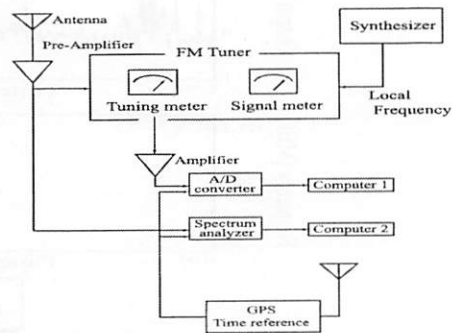 Antenna
Synthesizer
Pre-Amplifier
FM Tuner
Tuning meter
Signal meter
Local
Frequency
Amplifier
A/D
converter
Computer 1
Spectrum
analyzer
Computer 2
GPS
Time reference